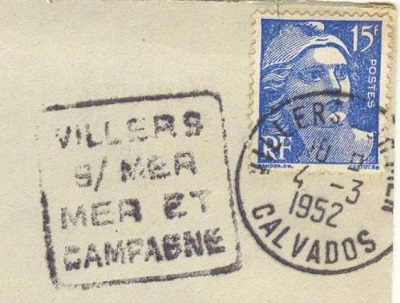 VILLERS
S/ MER
MER ET
CAMPAGNE
15F
POSTES
RF
4 -3
1952
CALVADOS